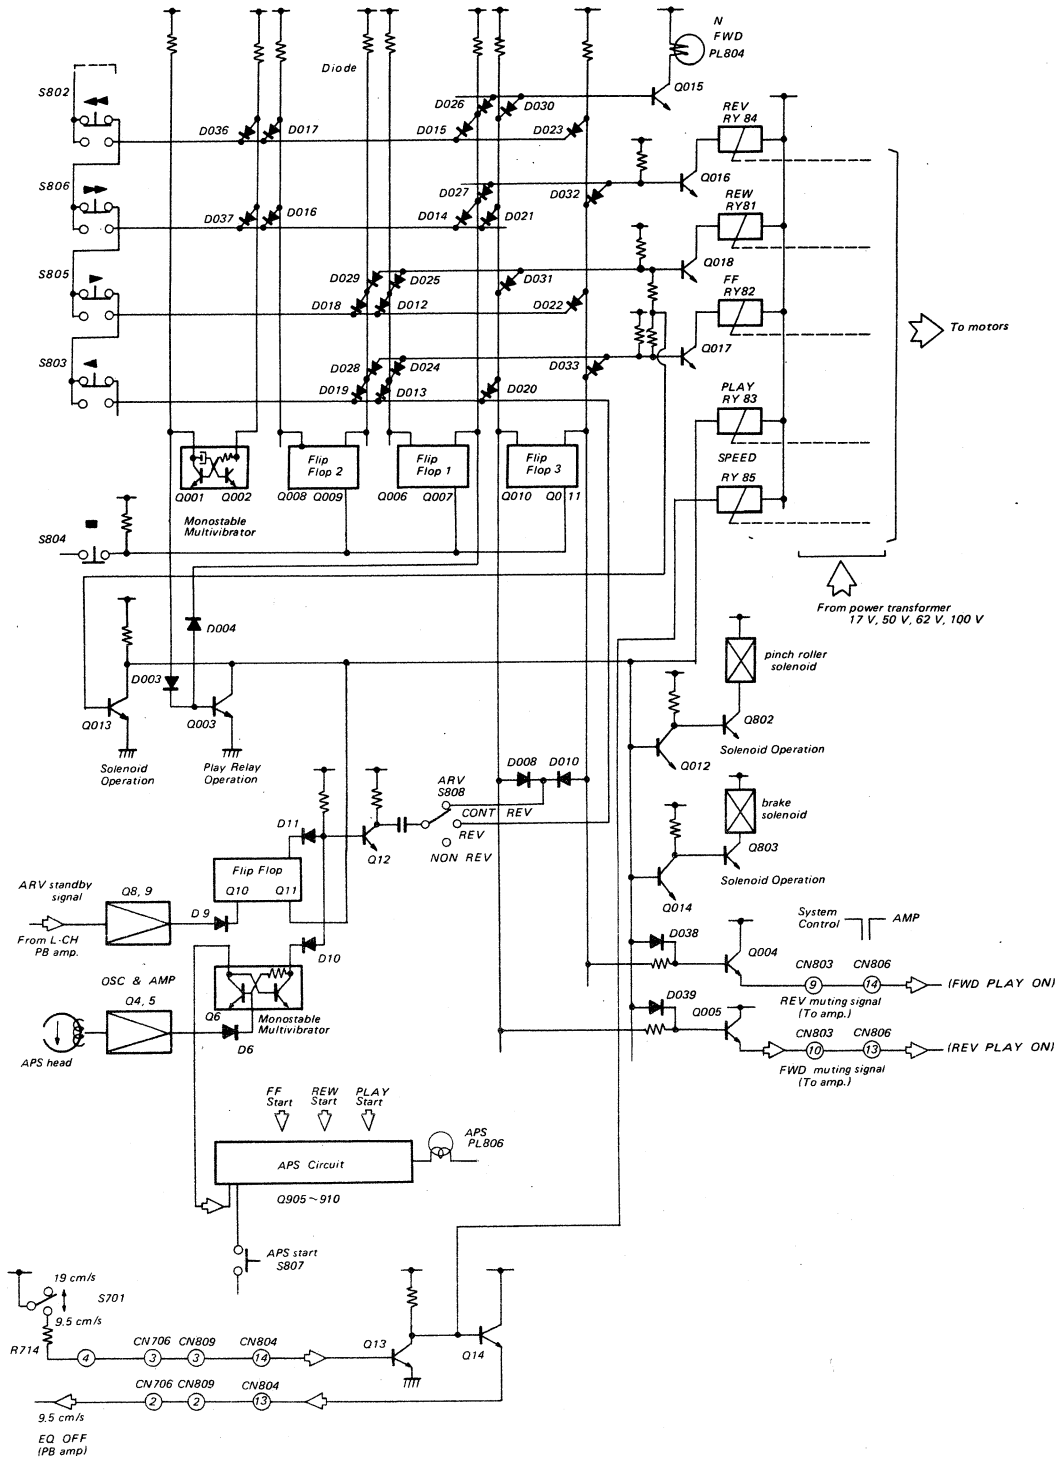 N
FWD
PL804
Diode
Q015
S802
D026
D030
REV
RY 84
D036
D017
D015
D023
Q016
S806
D027
D032
REW
RY81
D037
D016
D014
D021
Q018
S805
D029
D025
D031
FF
RY82
D018
D012
D022
To motors
Q017
S803
D028
D024
D033
D019
D013
D020
PLAY
RY 83
Flip
Flop 2
Flip
Flop 1
Flip
Flop 3
SPEED
RY 85
Q001
Q002
Q008
Q009
Q006
Q007
Q010
Q0 11
Monostable
Multivibrator
S804
From power transformer
17 V, 50 V, 62 V, 100 V
D004
pinch roller
solenoid
D003
Q013
Q003
Q802
Solenoid
Operation
Play Relay
Operation
Solenoid Operation
Q012
D008
D010
ARV
S808
CONT REV
REV
NON REV
brake
solenoid
D11
Q12
Q803
Flip Flop
Q10
Q11
Solenoid Operation
ARV standby
signal
Q8, 9
D9
Q014
From L-CH
PB amp.
System
Control
AMP
D038
D10
Q004
OSC & AMP
CN803
CN806
9
14
(FWD PLAY ON)
REV muting signal
(To amp.)
D039
Q4, 5
Q6
Monostable
Multivibrator
Q005
D6
CN803
CN806
APS head
10
13
(REV PLAY ON)
FWD muting signal
(To amp.)
FF
Start
REW
Start
PLAY
Start
APS
PL806
APS Circuit
Q905~910
APS start
S807
19 cm/s
S701
9.5 cm/s
R714
CN706
CN809
CN804
Q13
Q14
4
3
3
14
CN706
CN809
CN804
2
2
13
9.5 cm/s
EQ OFF
(PB amp)